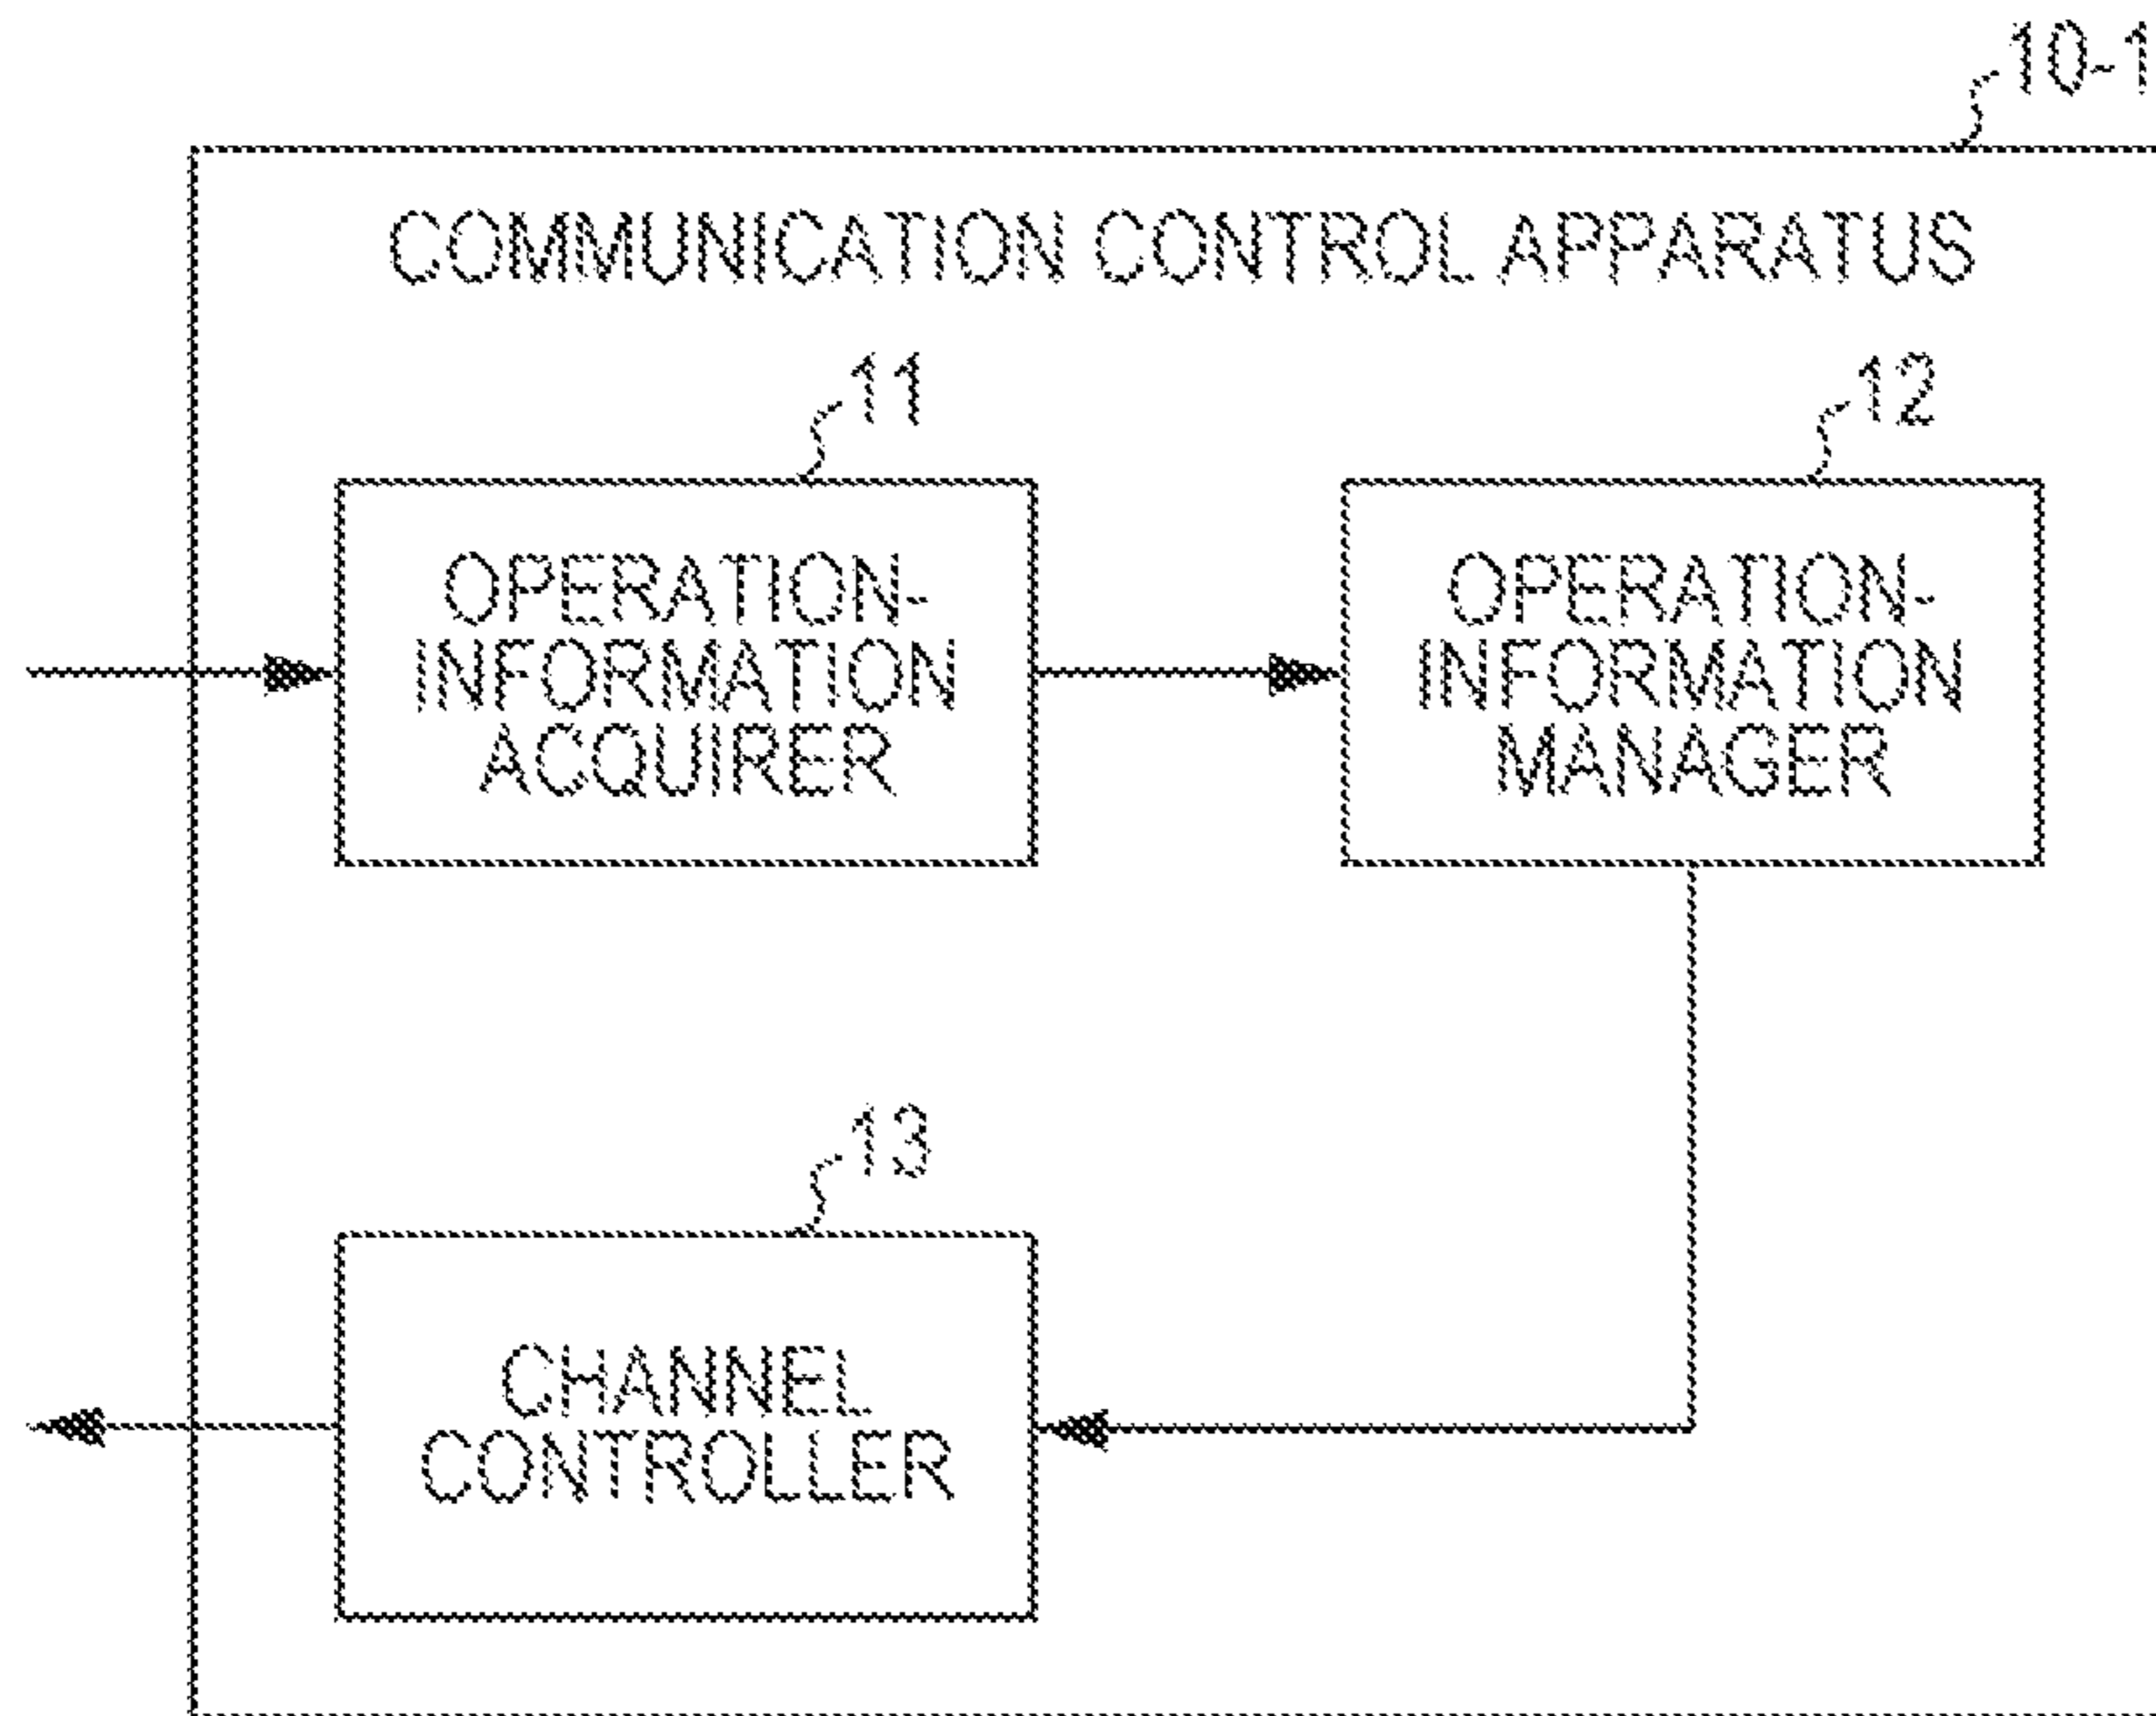 10-1
COMMUNICATION CONTROL APPARATUS
11
12
OPERATION-
INFORMATION
ACQUIRER
OPERATION-
INFORMATION
MANAGER
13
CHANNEL
CONTROLLER